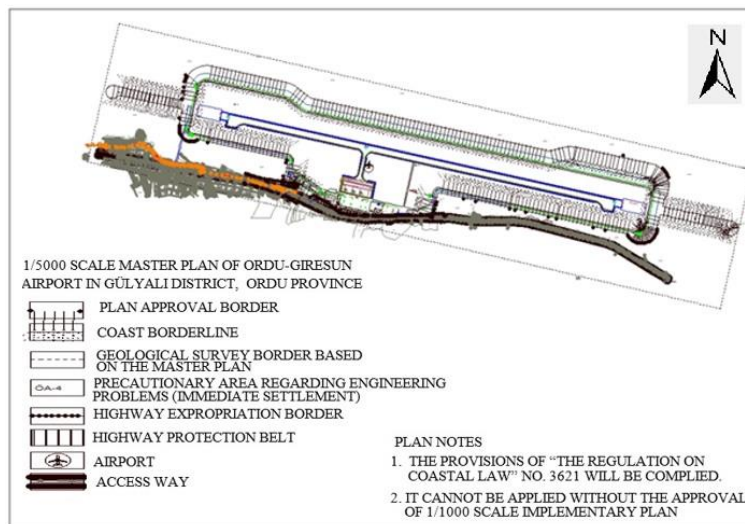 N
1/5000 SCALE MASTER PLAN OF ORDU-GIRESUN
AIRPORT IN GÜLYALI DISTRICT, ORDU PROVINCE
PLAN APPROVAL BORDER
COAST BORDERLINE
GEOLOGICAL SURVEY BORDER BASED
ON THE MASTER PLAN
ÖA-4 PRECAUTIONARY AREA REGARDING ENGINEERING
PROBLEMS (IMMEDIATE SETTLEMENT)
HIGHWAY EXPROPRIATION BORDER
HIGHWAY PROTECTION BELT
AIRPORT
ACCESS WAY
PLAN NOTES
1. THE PROVISIONS OF “THE REGULATION ON
COASTAL LAW” NO. 3621 WILL BE COMPLIED.
2. IT CANNOT BE APPLIED WITHOUT THE APPROVAL
OF 1/1000 SCALE IMPLEMENTARY PLAN